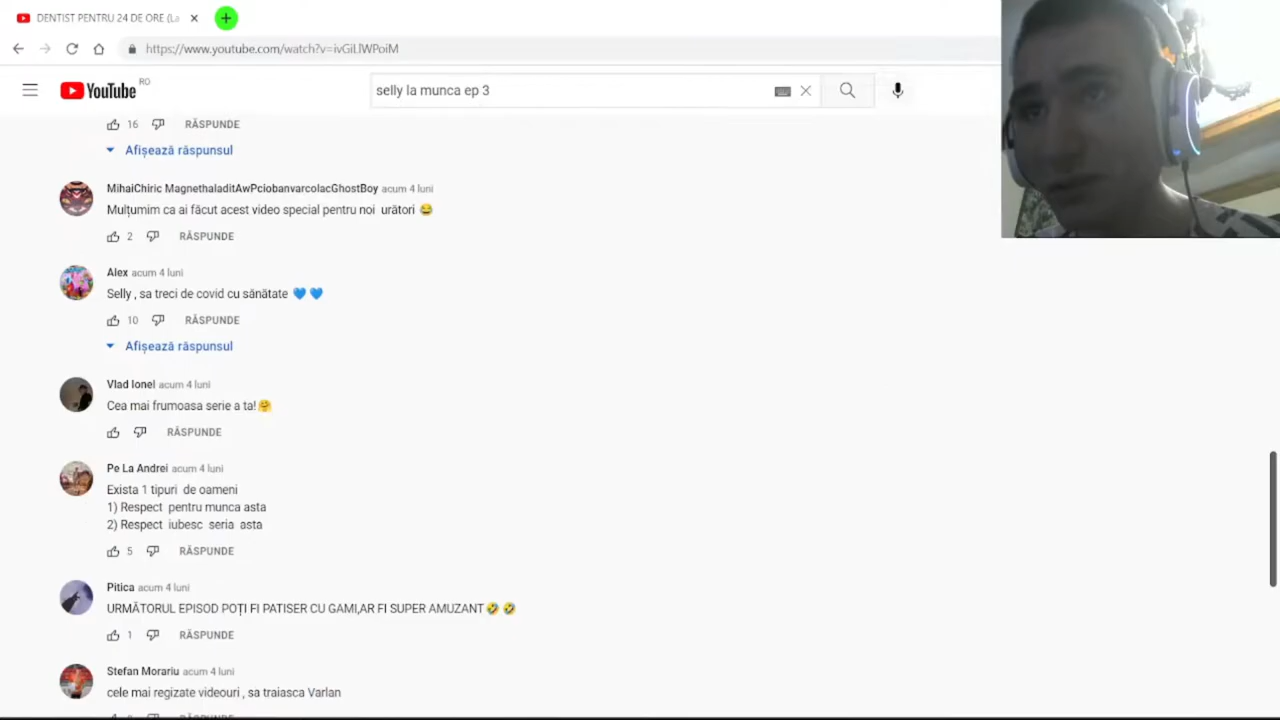 DENTIST PENTRU 24 DE ORE (La
https://www.youtube.com/watch?v=ivGiLlWPoiM
YouTube RO
selly la munca ep 3
16 RĂSPUNDE
Afișează răspunsul
MihaiChiric MagnethaladitAwPciobanvarcolacGhostBoy acum 4 luni
Mulțumim ca ai făcut acest video special pentru noi urători 😂
2 RĂSPUNDE
Alex acum 4 luni
Selly , sa treci de covid cu sănătate 💙 💙
10 RĂSPUNDE
Afișează răspunsul
Vlad Ionel acum 4 luni
Cea mai frumoasa serie a ta!🤗
RĂSPUNDE
Pe La Andrei acum 4 luni
Exista 1 tipuri de oameni
1) Respect pentru munca asta
2) Respect iubesc seria asta
5 RĂSPUNDE
Pitica acum 4 luni
URMĂTORUL EPISOD POȚI FI PATISER CU GAMI,AR FI SUPER AMUZANT🤣 🤣
1 RĂSPUNDE
Stefan Morariu acum 4 luni
cele mai regizate videouri , sa traiasca Varlan
RĂSPUNDE